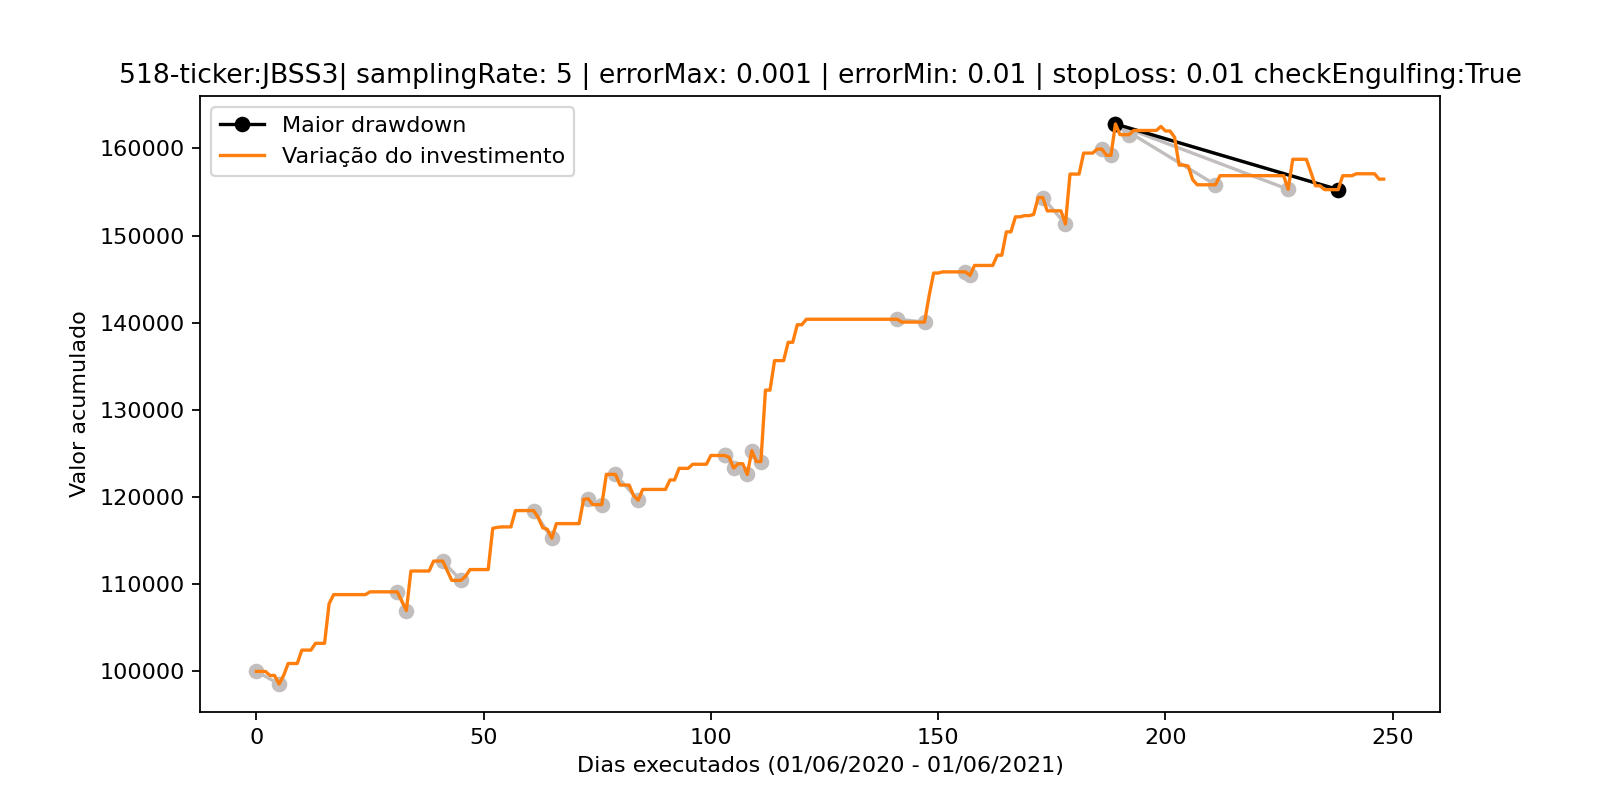 518-ticker:JBSS3| samplingRate: 5 | errorMax: 0.001 | errorMin: 0.01 | stopLoss: 0.01 checkEngulfing:True
Maior drawdown
Variação do investimento
160000
150000
140000
130000
120000
110000
100000
Valor acumulado
0 50 100 150 200 250
Dias executados (01/06/2020 - 01/06/2021)